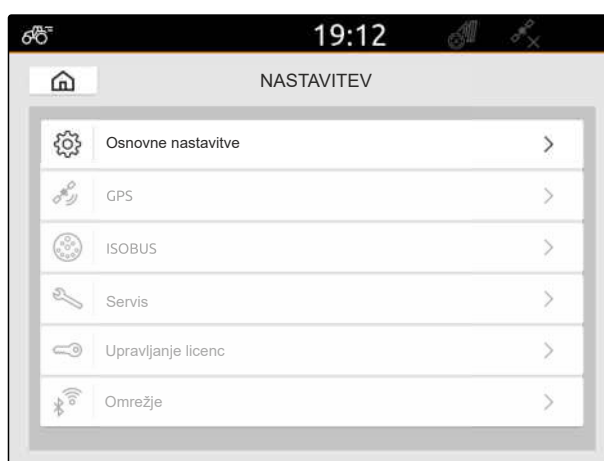 19:12
NASTAVITEV
Osnovne nastavitve
GPS
ISOBUS
Servis
Upravljanje licenc
Omrežje